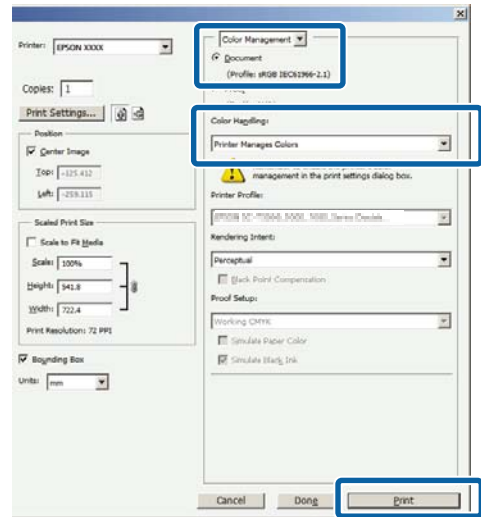 Printer:
EPSON XXXX
Copies:
1
Print Settings...
Position
Center Image
Top:
-125.412
Left:
-259.115
Scaled Print Size
Scale to Fit Media
Scale:
100%
Height:
541.8
Width:
722.4
Print Resolution: 72 PPI
Bounding Box
Units:
mm
Color Management
Document
(Profile: sRGB IEC61966-2.1)
Color Handling:
Printer Manages Colors
management in the print settings dialog box.
Printer Profile:
Rendering Intent:
Perceptual
Black Point Compensation
Proof Setup:
Working CMYK
Simulate Paper Color
Simulate Black Ink
Cancel
Done
Print